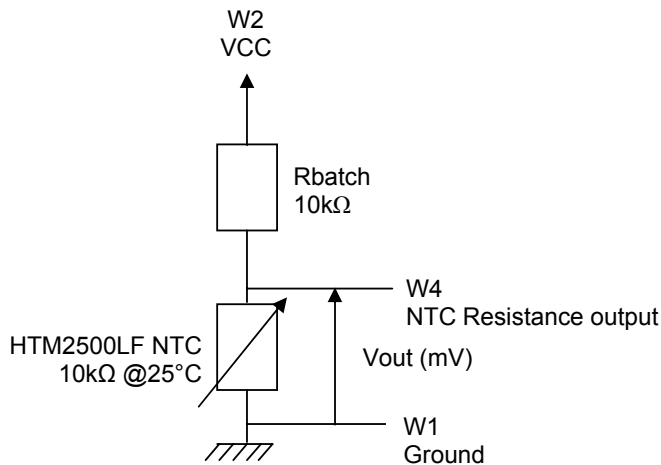 W2
VCC
Rbatch
10kΩ
W4
NTC Resistance output
HTM2500LF NTC
10kΩ @25°C
Vout (mV)
W1
Ground